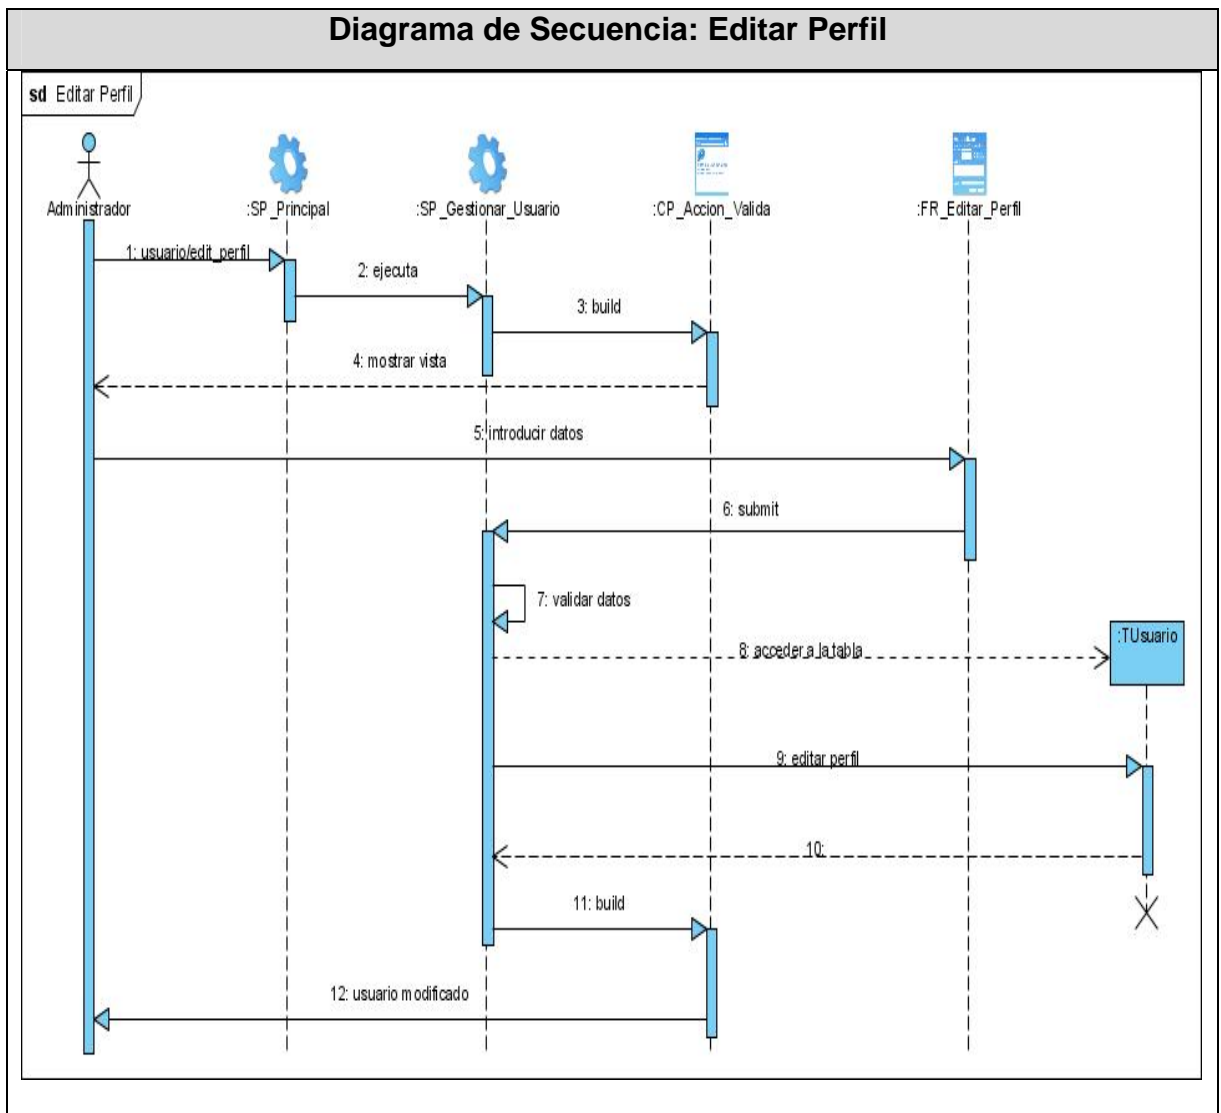 Diagrama de Secuencia: Editar Perfil
sd Editar Perfil
Administrador
:SP_Principal
:SP_Gestionar_Usuario
:CP_Accion_Valida
:FR_Editar_Perfil
1: usuario/edit_perfil
2: ejecuta
3: build
4: mostrar vista
5: introducir datos
6: submit
7: validar datos
:TUsuario
8: acceder a la tabla
9: editar perfil
10:
11: build
12: usuario modificado